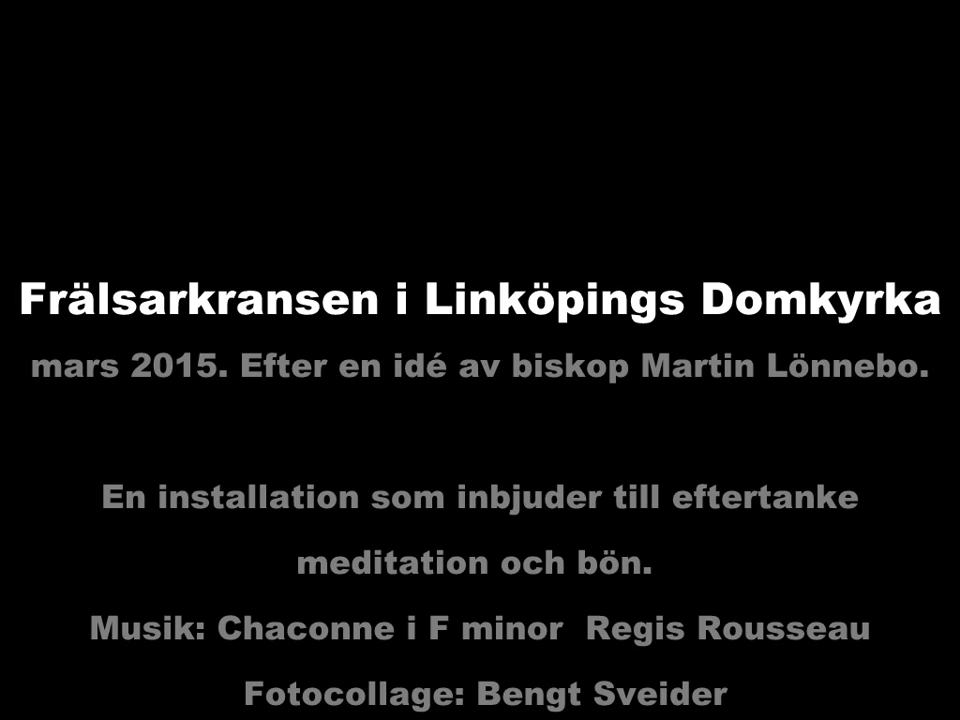 Frälsarkransen i Linköpings Domkyrka
mars 2015. Efter en idé av biskop Martin Lönnebo.
En installation som inbjuder till eftertanke
meditation och bön.
Musik: Chaconne i F minor  Regis Rousseau
Fotocollage: Bengt Sveider